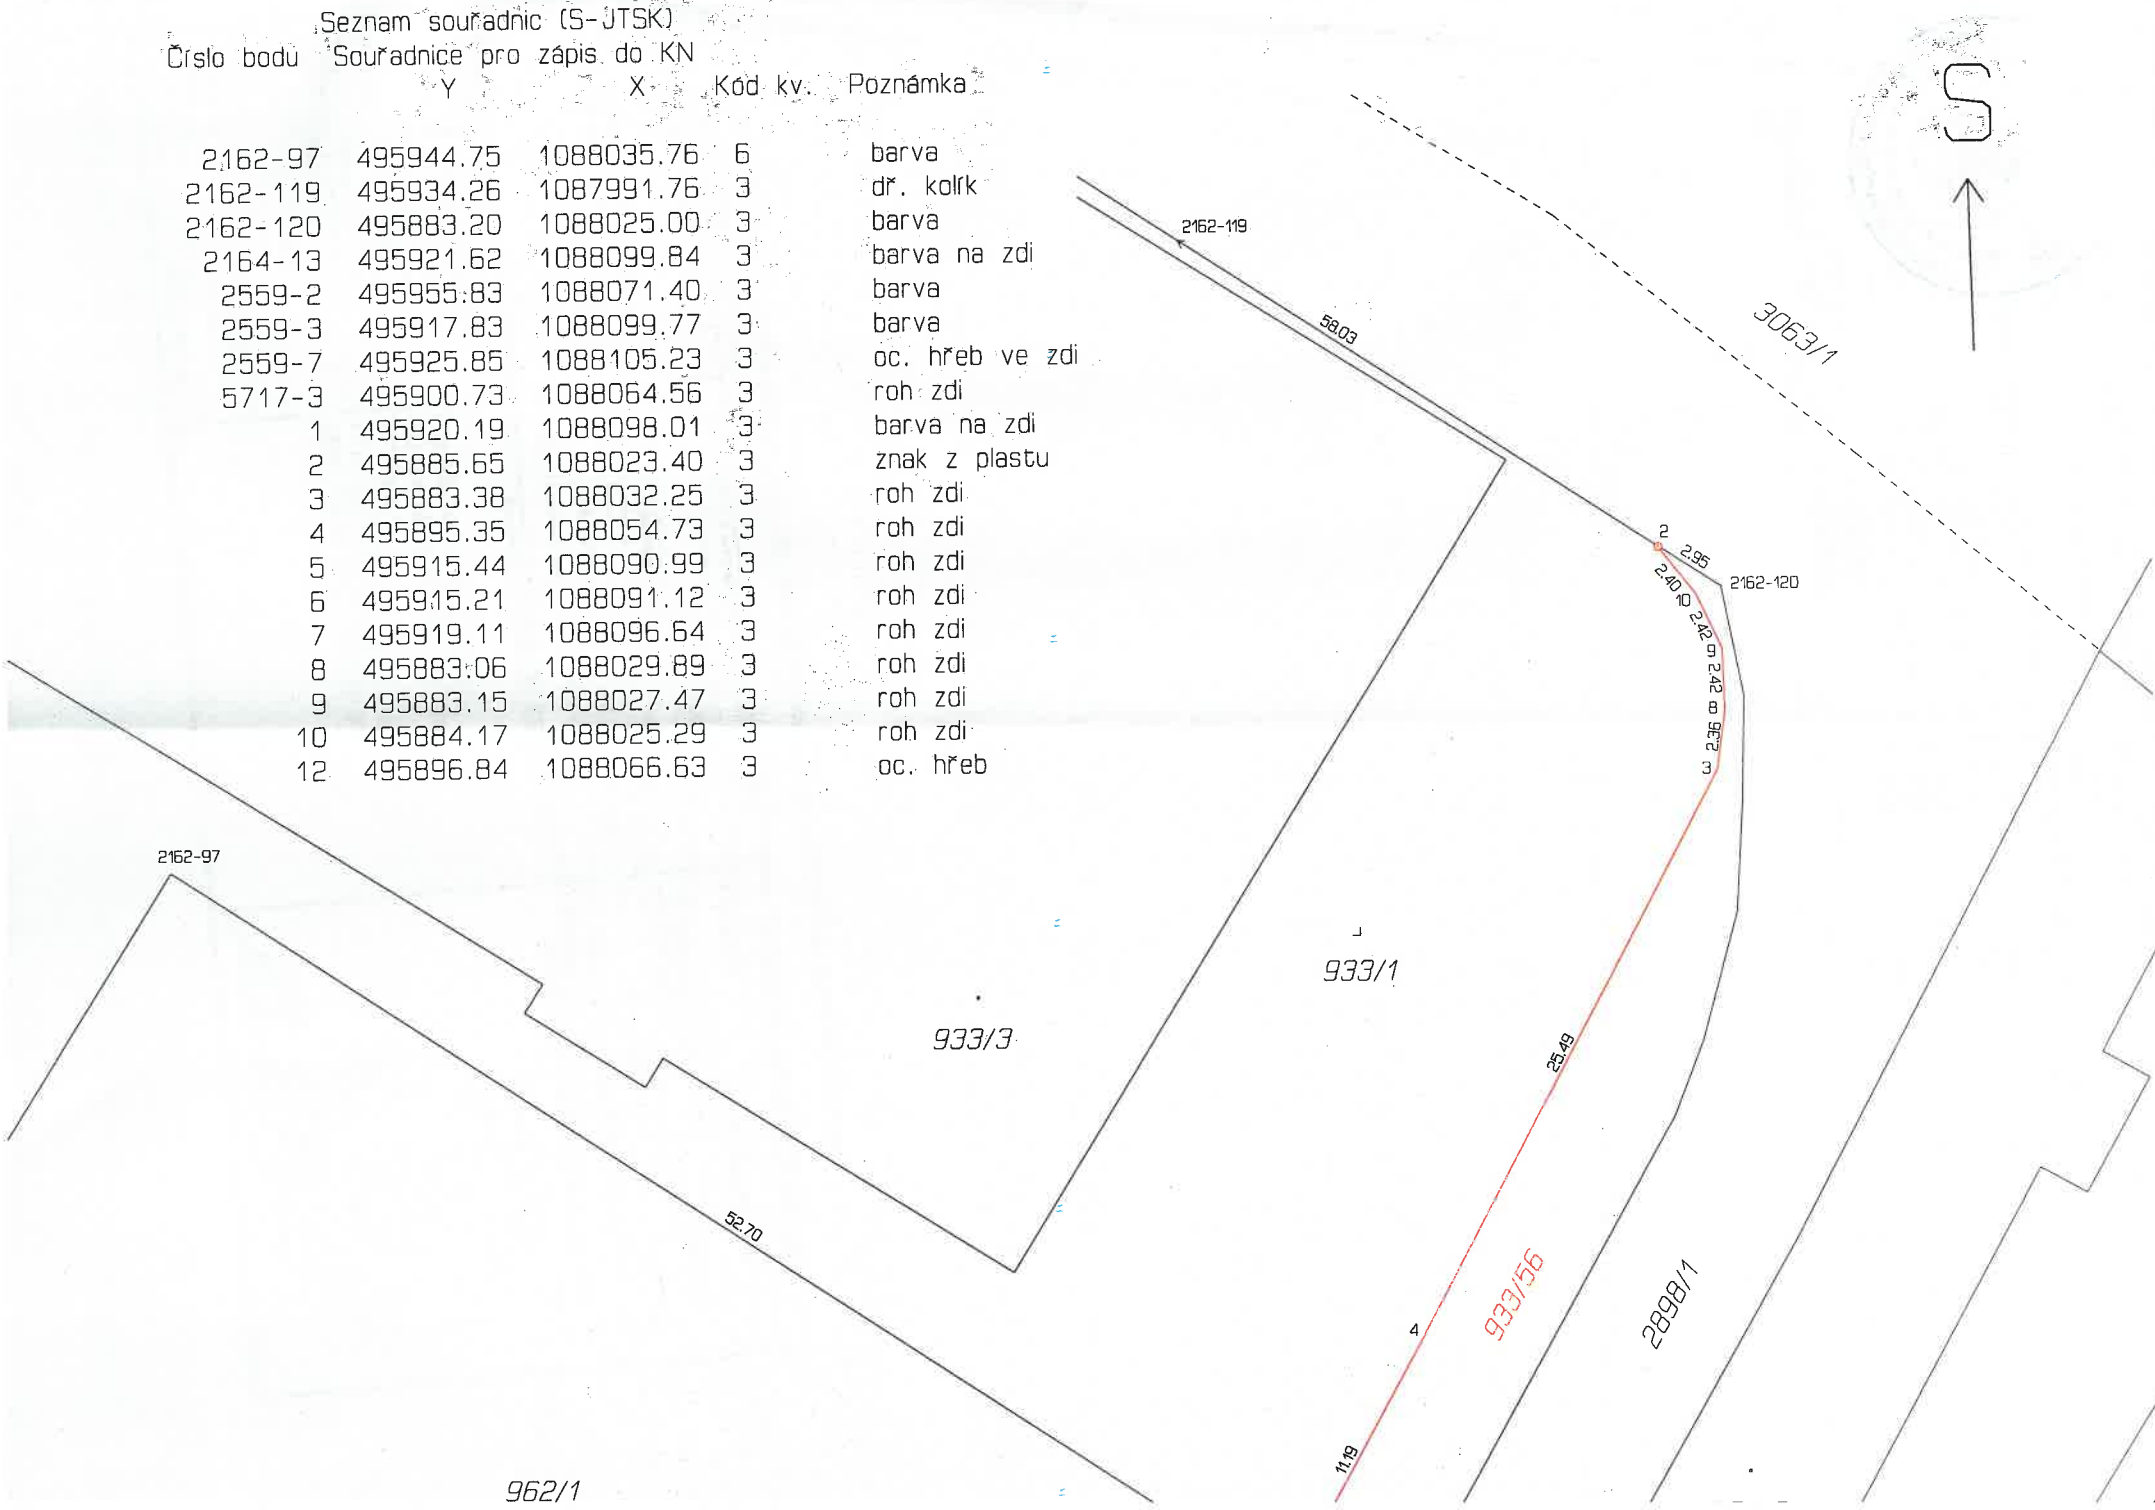 Seznam souřadnic (S-JTSK)
Číslo bodu Souřadnice pro zápis do KN
Y X Kód kv. Poznámka
2162-97 495944.75 1088035.76 6 barva
2162-119 495934.26 1087991.76 3 dř. kolík
2162-120 495883.20 1088025.00 3 barva
2164-13 495921.62 1088099.84 3 barva na zdi
2559-2 495955.83 1088071.40 3 barva
2559-3 495917.83 1088099.77 3 barva
2559-7 495925.85 1088105.23 3 oc. hřeb ve zdi
5717-3 495900.73 1088064.56 3 roh zdi
1 495920.19 1088098.01 3 barva na zdi
2 495885.65 1088023.40 3 znak z plastu
3 495883.38 1088032.25 3 roh zdi
4 495895.35 1088054.73 3 roh zdi
5 495915.44 1088090.99 3 roh zdi
6 495915.21 1088091.12 3 roh zdi
7 495919.11 1088096.64 3 roh zdi
8 495883.06 1088029.89 3 roh zdi
9 495883.15 1088027.47 3 roh zdi
10 495884.17 1088025.29 3 roh zdi
12 495896.84 1088066.63 3 oc. hřeb
S
2162-119
58.03
3063/1
2
2.95
2162-120
2.40
10
2.42
9
2.42
8
2.36
3
2162-97
933/1
933/3
25.49
52.70
933/56
2898/1
4
11.19
962/1